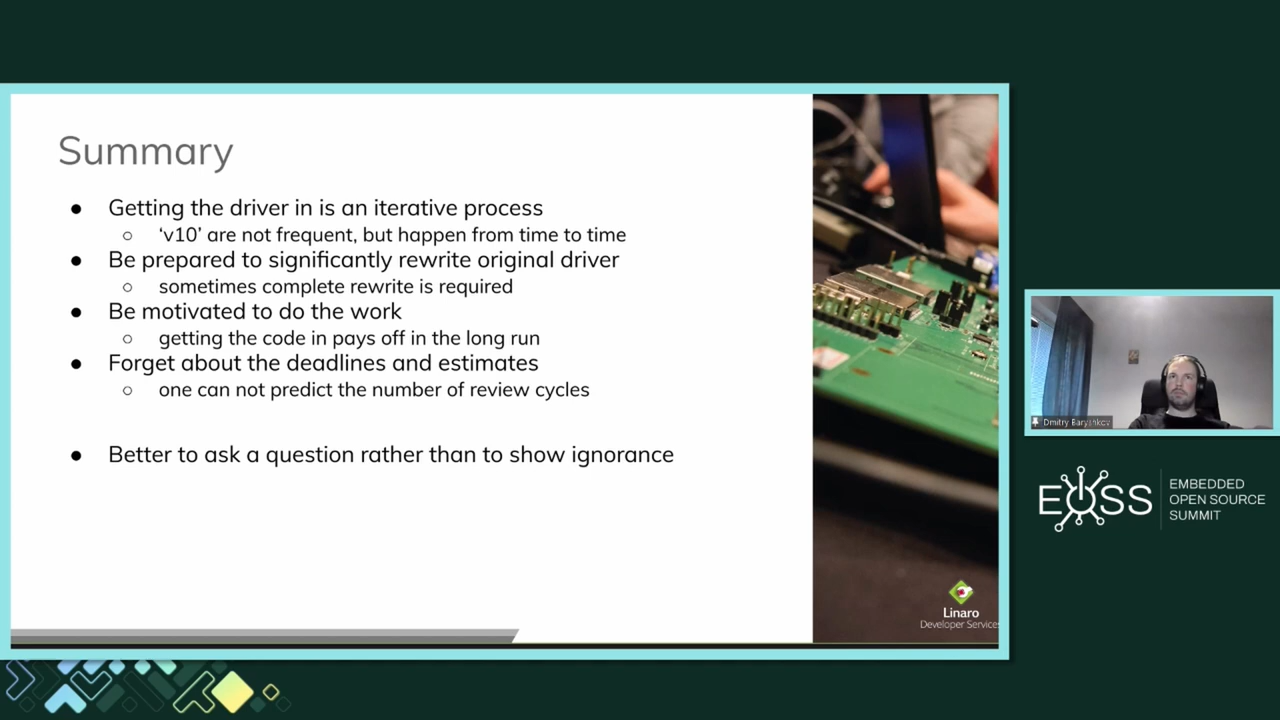 Summary
● Getting the driver in is an iterative process
○ ‘v10’ are not frequent, but happen from time to time
● Be prepared to significantly rewrite original driver
○ sometimes complete rewrite is required
● Be motivated to do the work
○ getting the code in pays off in the long run
● Forget about the deadlines and estimates
○ one can not predict the number of review cycles
● Better to ask a question rather than to show ignorance
Linaro
Developer Services
Dmitry Baryshkov
EOSS
EMBEDDED
OPEN SOURCE
SUMMIT